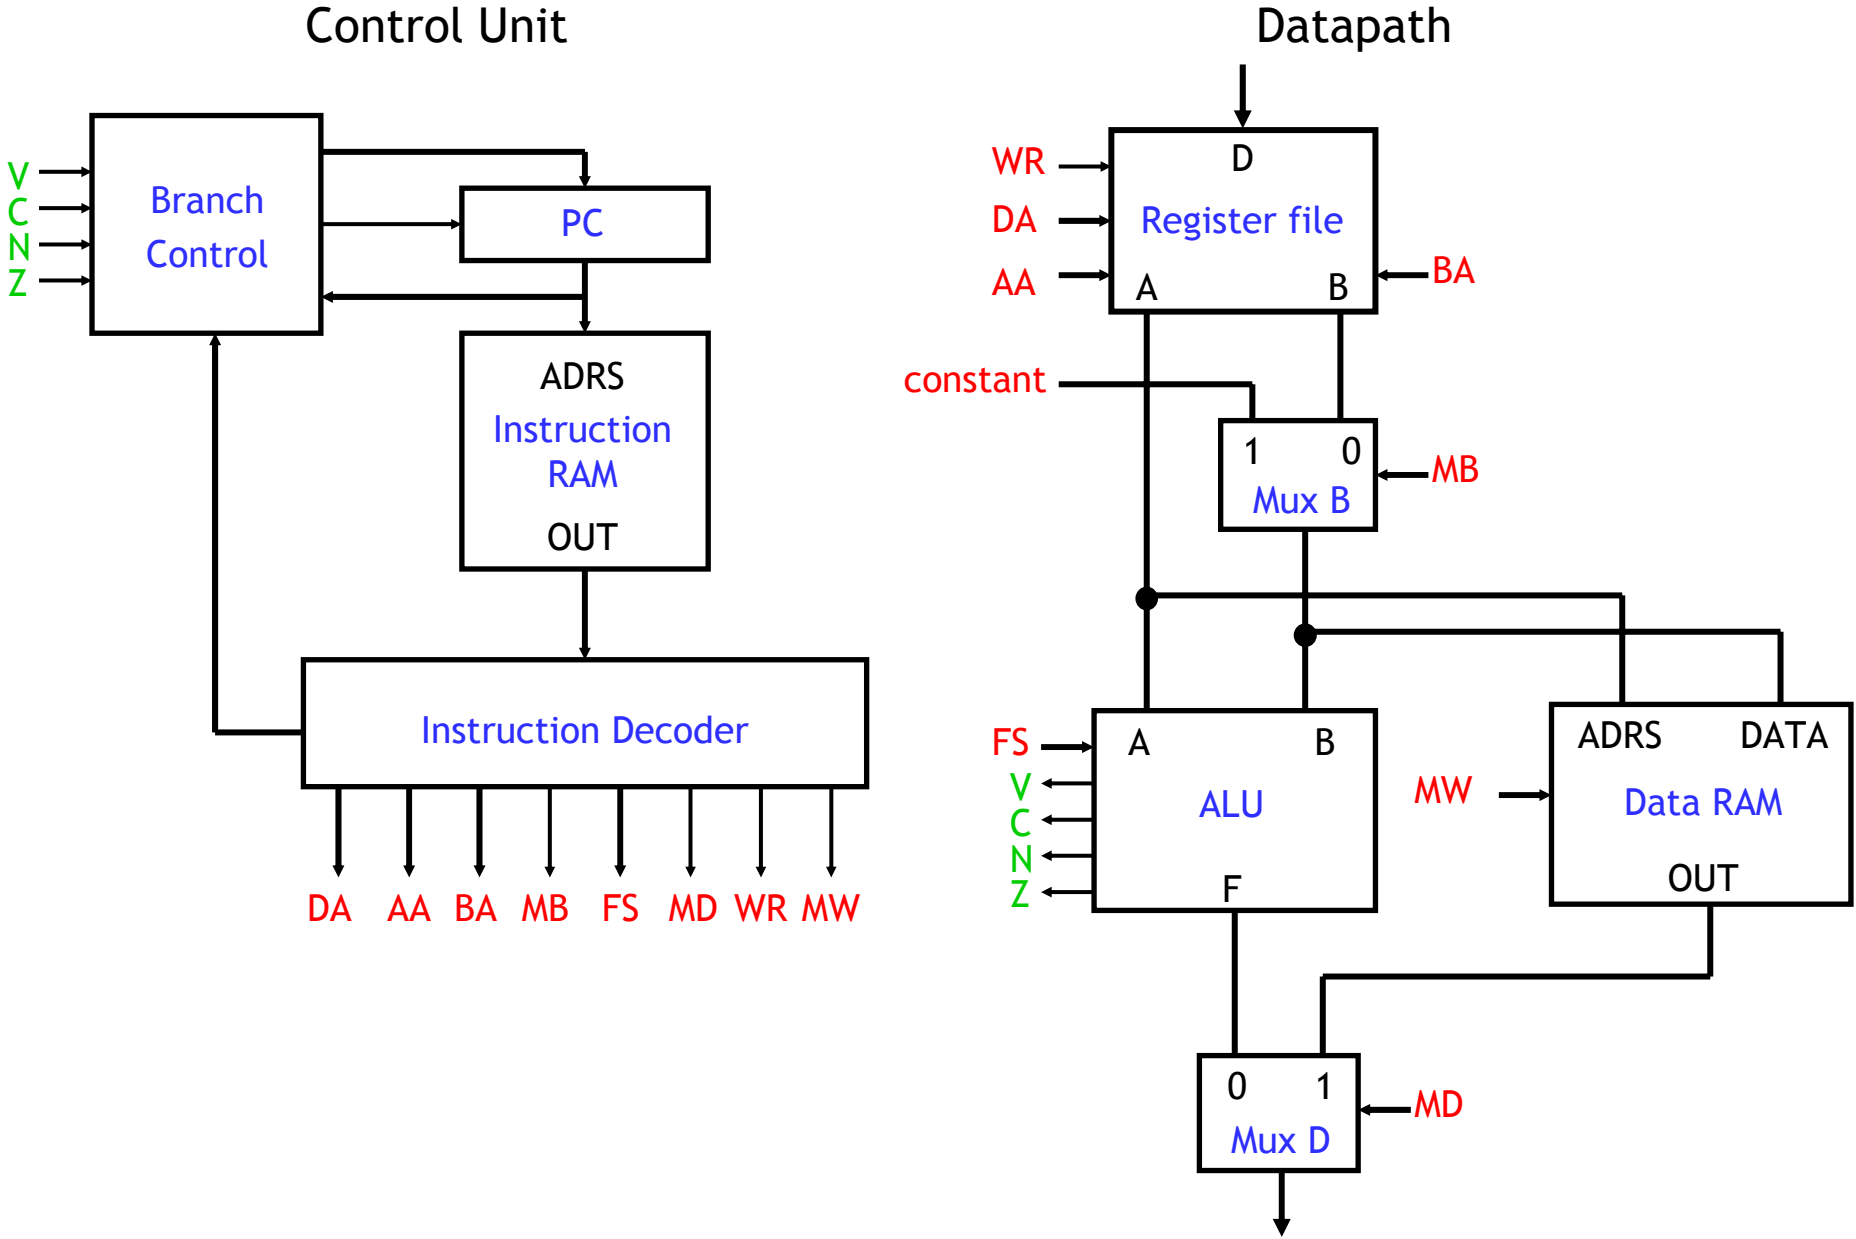 Control Unit
V
C
N
Z
Branch
Control
PC
ADRS
Instruction
RAM
OUT
Instruction Decoder
DA AA BA MB FS MD WR MW
Datapath
D
WR
DA
AA
Register file
A B
BA
constant
1 0
Mux B
MB
FS
V
C
N
Z
A B
ALU
F
MW
ADRS DATA
Data RAM
OUT
0 1
Mux D
MD